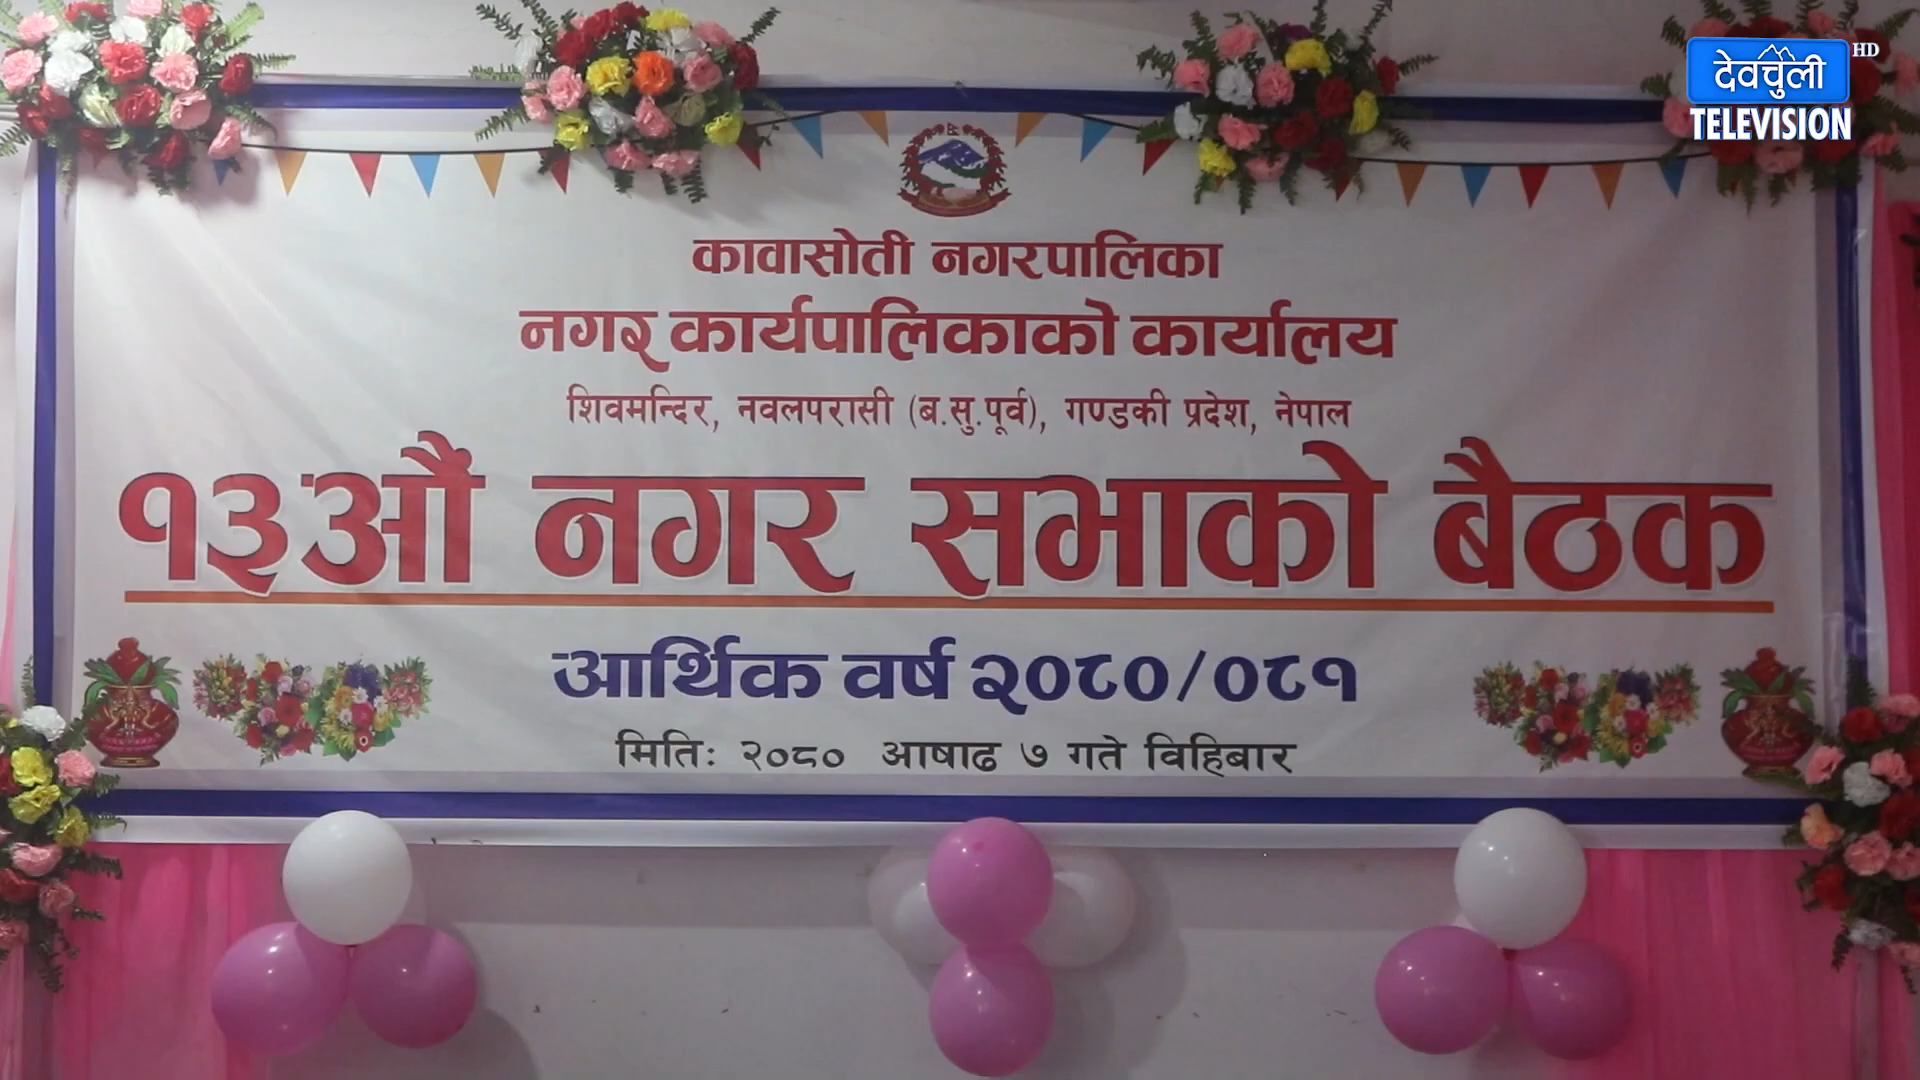 देवचुली HD
TELEVISION
कावासोती नगरपालिका
नगर कार्यपालिकाको कार्यालय
शिवमन्दिर, नवलपरासी (ब.सु.पूर्व), गण्डकी प्रदेश, नेपाल
१३औं नगर सभाको बैठक
आर्थिक वर्ष २०८०/०८१
मितिः २०८० आषाढ ७ गते विहिबार